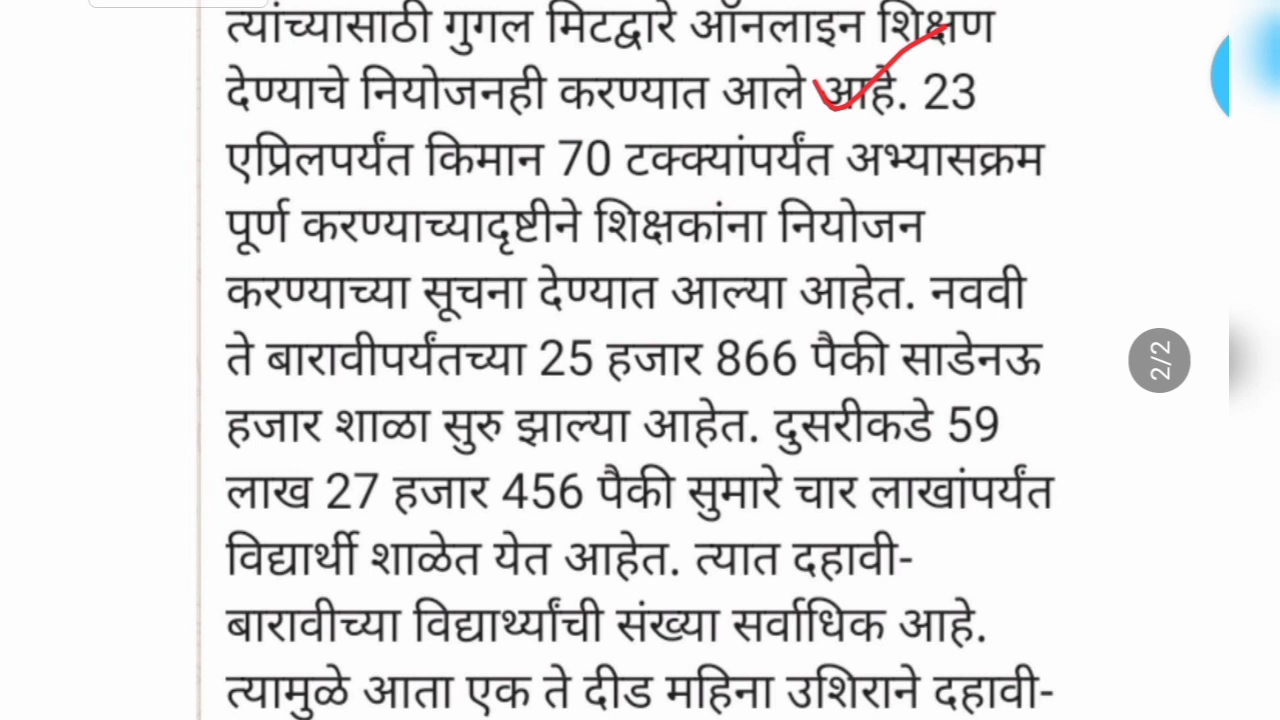 त्यांच्यासाठी गुगल मिटद्वारे ऑनलाइन शिक्षण
देण्याचे नियोजनही करण्यात आले आहे. 23
एप्रिलपर्यंत किमान 70 टक्क्यांपर्यंत अभ्यासक्रम
पूर्ण करण्याच्यादृष्टीने शिक्षकांना नियोजन
करण्याच्या सूचना देण्यात आल्या आहेत. नववी
ते बारावीपर्यंतच्या 25 हजार 866 पैकी साडेनऊ
हजार शाळा सुरु झाल्या आहेत. दुसरीकडे 59
लाख 27 हजार 456 पैकी सुमारे चार लाखांपर्यंत
विद्यार्थी शाळेत येत आहेत. त्यात दहावी-
बारावीच्या विद्यार्थ्यांची संख्या सर्वाधिक आहे.
त्यामुळे आता एक ते दीड महिना उशिराने दहावी-
2/2